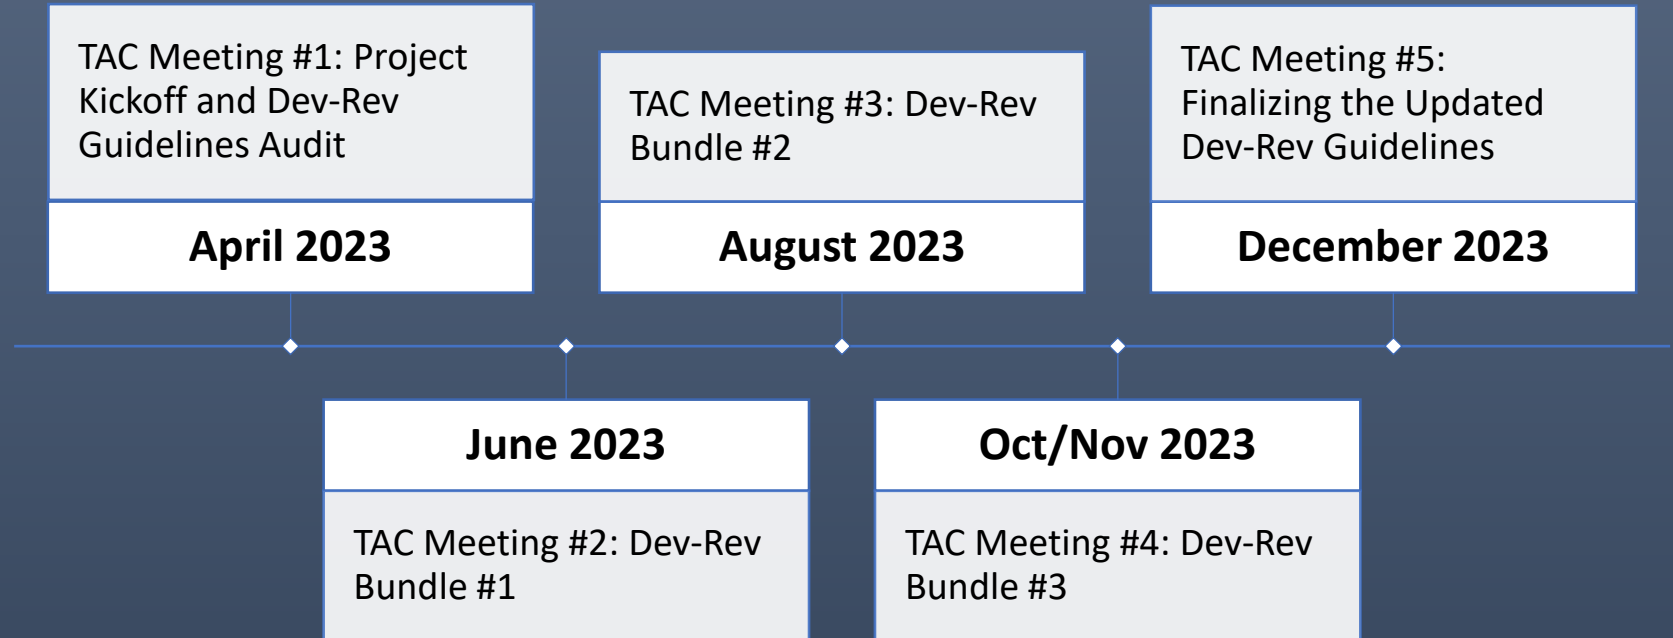 TAC Meeting #1: Project
Kickoff and Dev-Rev
Guidelines Audit
April 2023
June 2023
TAC Meeting #2: Dev-Rev
Bundle #1
TAC Meeting #3: Dev-Rev
Bundle #2
August 2023
Oct/Nov 2023
TAC Meeting #4: Dev-Rev
Bundle #3
TAC Meeting #5:
Finalizing the Updated
Dev-Rev Guidelines
December 2023